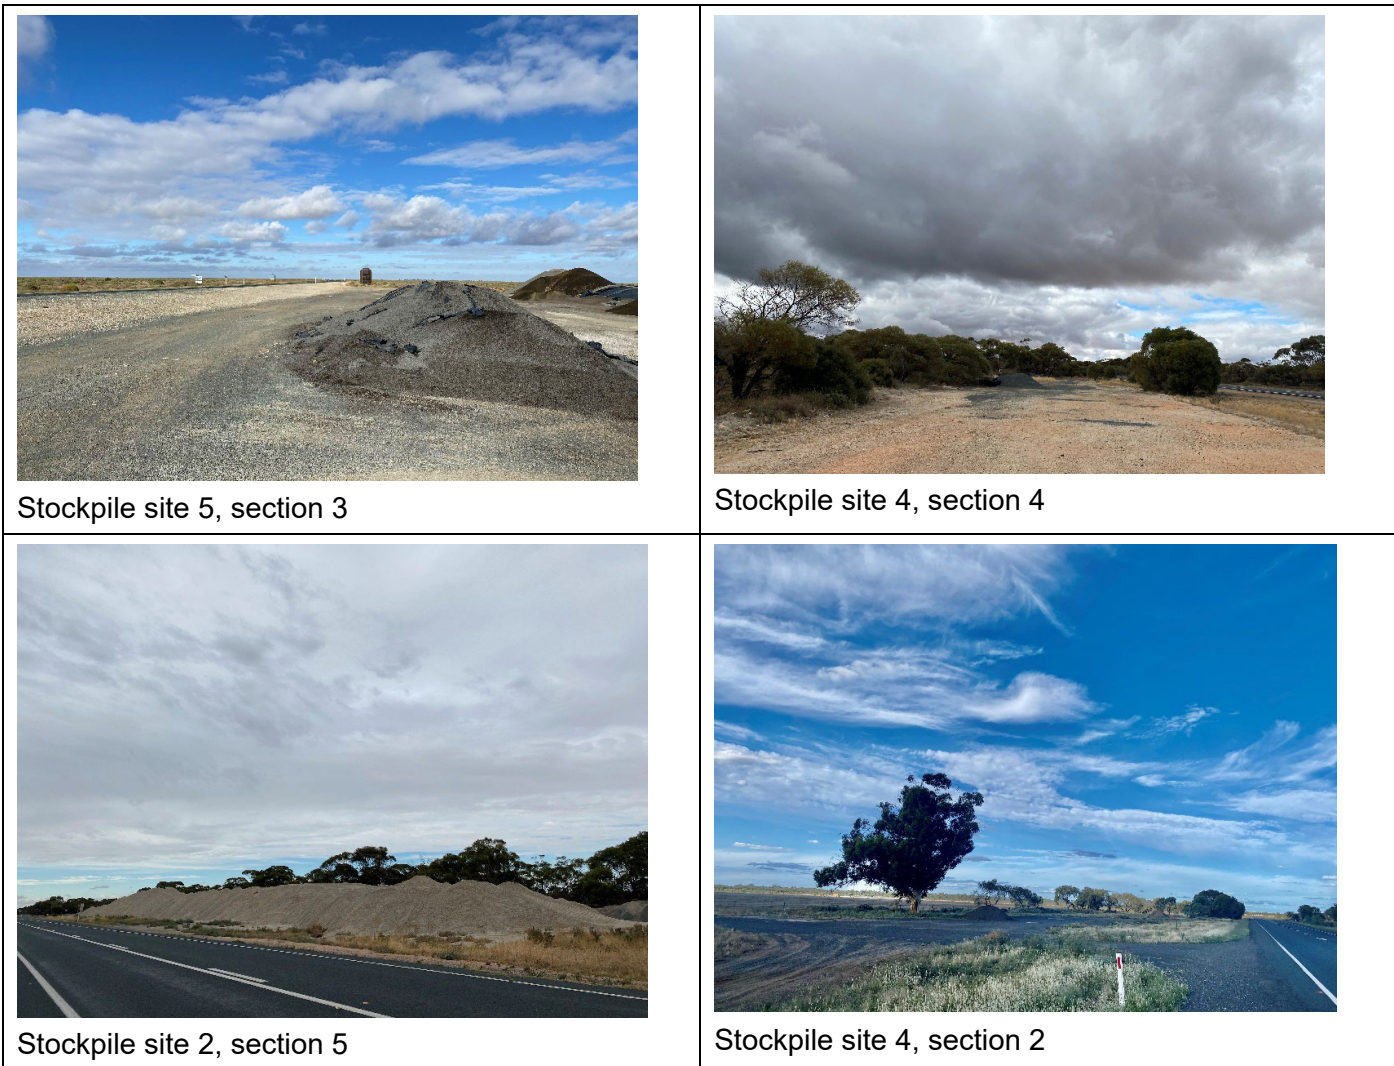 Stockpile site 5, section 3
Stockpile site 4, section 4
Stockpile site 2, section 5
Stockpile site 4, section 2